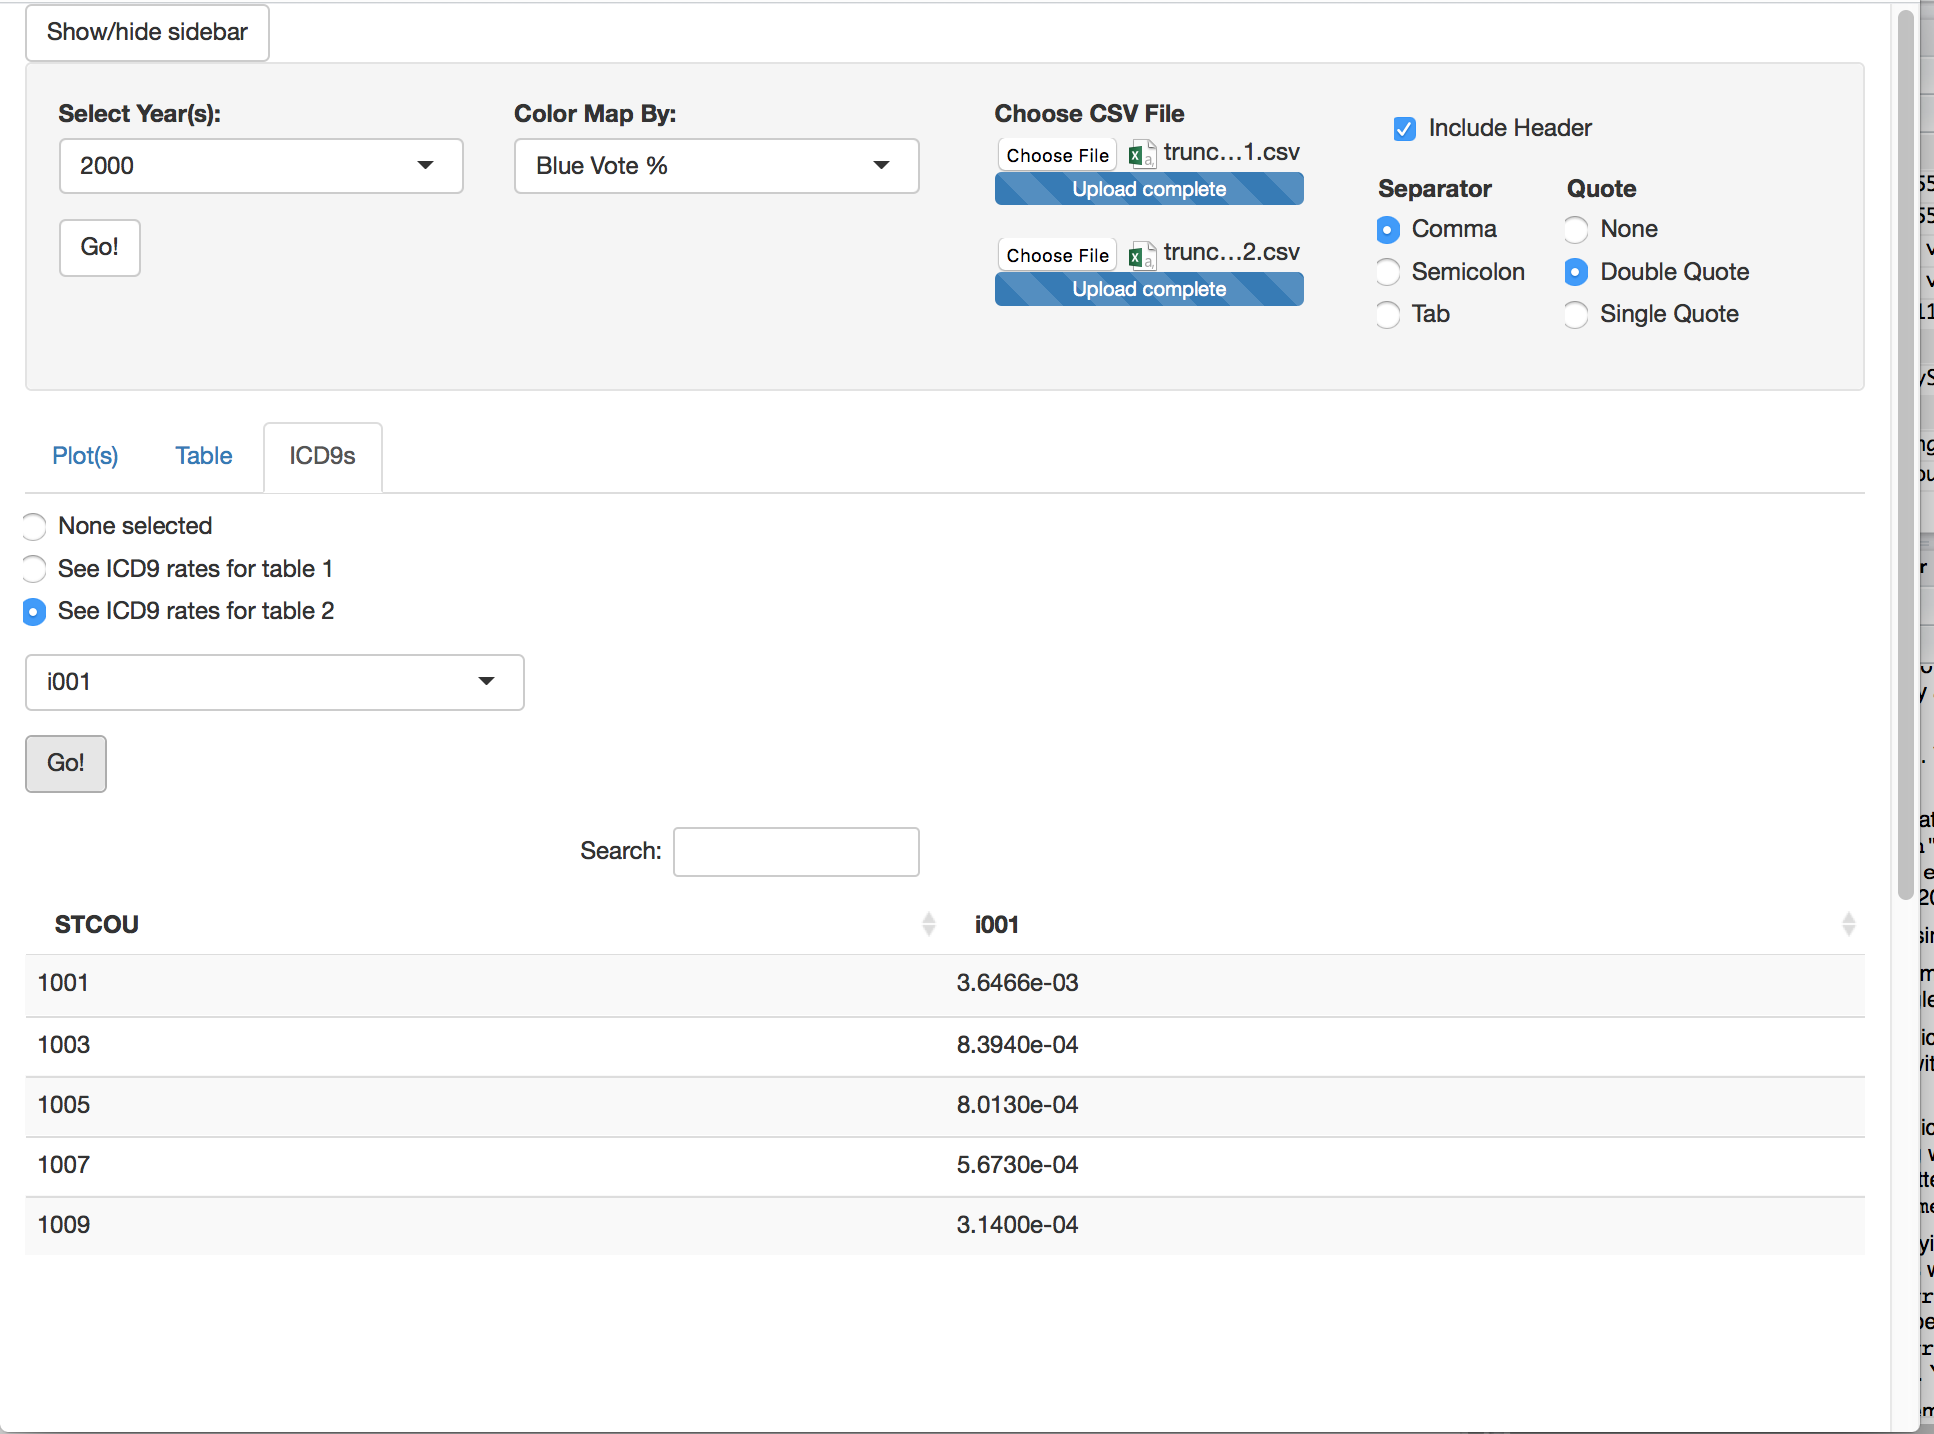 Show/hide sidebar
Select Year(s):
2000
Go!
Color Map By:
Blue Vote %
Choose CSV File
Choose File trunc...1.csv
Upload complete
Choose File trunc...2.csv
Upload complete
Include Header
Separator
Comma
Semicolon
Tab
Quote
None
Double Quote
Single Quote
Plot(s) Table ICD9s
None selected
See ICD9 rates for table 1
See ICD9 rates for table 2
i001
Go!
Search:
STCOU i001
1001 3.6466e-03
1003 8.3940e-04
1005 8.0130e-04
1007 5.6730e-04
1009 3.1400e-04